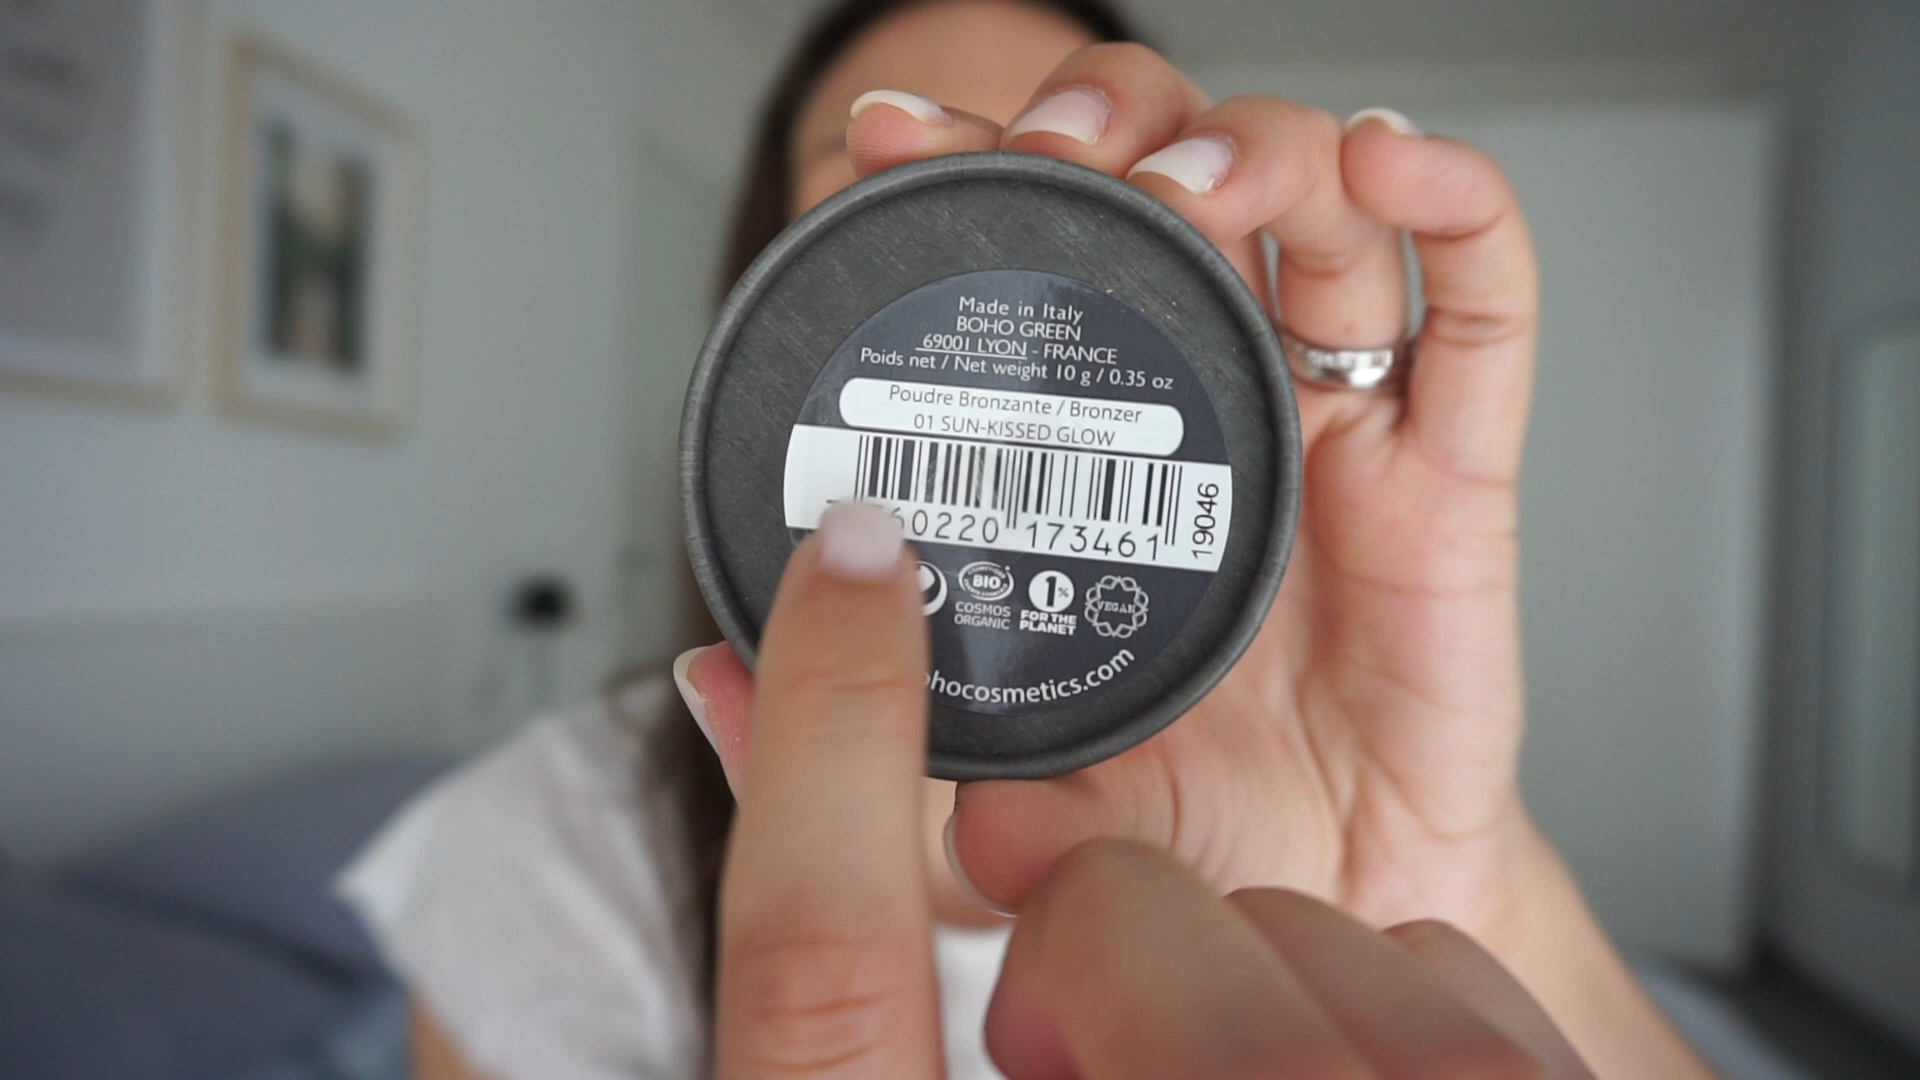 Made in Italy
BOHO GREEN
69001 LYON - FRANCE
Poids net / Net weight 10 g / 0.35 oz
Poudre Bronzante / Bronzer
01 SUN-KISSED GLOW
60220 173461
19046
BIO
COSMOS
ORGANIC
1%
FOR THE
PLANET
VEGAN
ohocosmetics.com